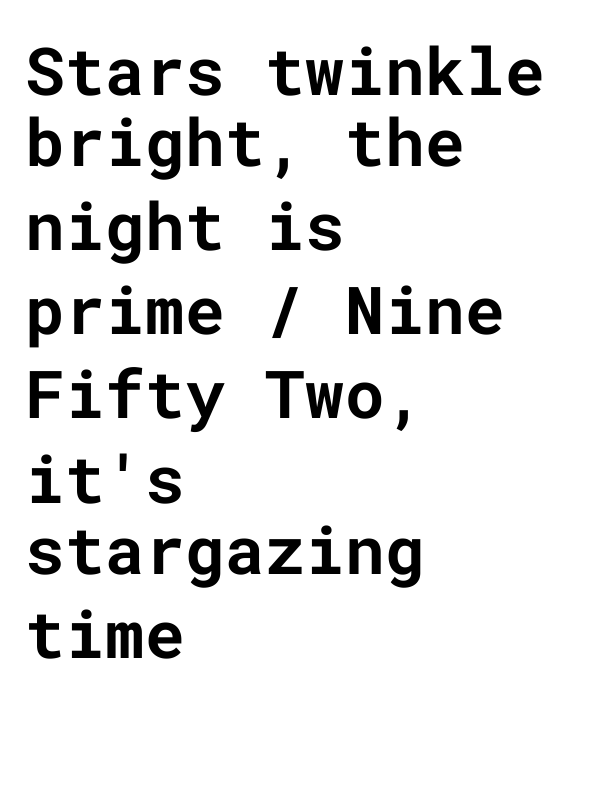 Stars twinkle
bright, the
night is
prime / Nine
Fifty Two,
it's
stargazing
time